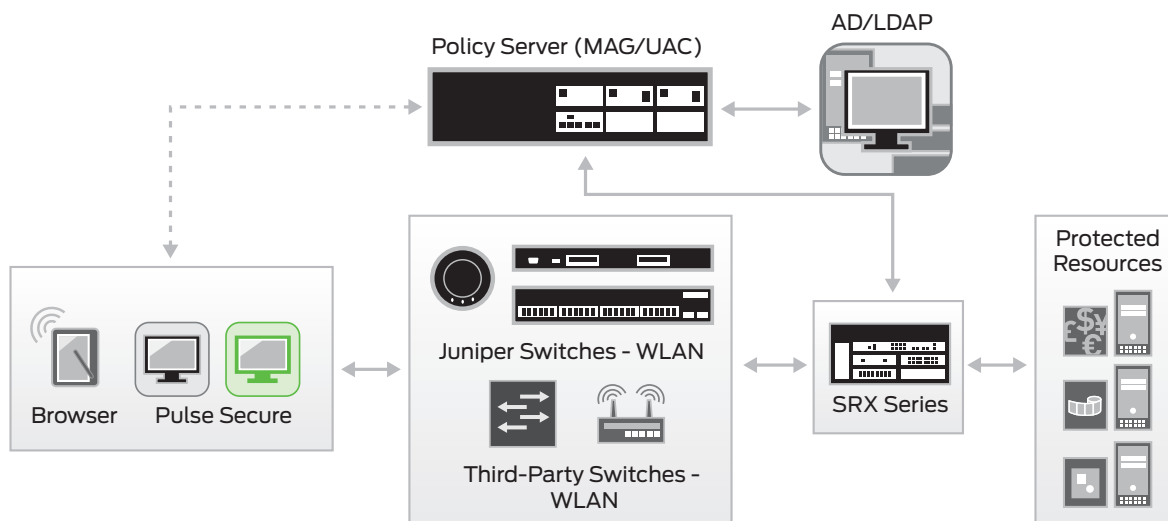 Policy Server (MAG/UAC)
AD/LDAP
Browser
Pulse Secure
Juniper Switches - WLAN
Third-Party Switches -
WLAN
SRX Series
Protected
Resources
£$¥
€